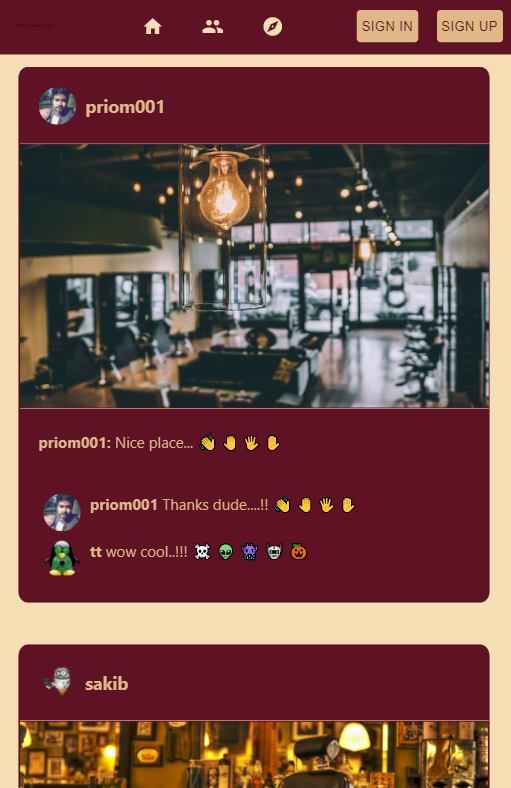 SIGN IN SIGN UP
priom001
priom001: Nice place... 👋 🤚 🖐 ✋
priom001 Thanks dude....!! 👋 🤚 🖐 ✋
tt wow cool..!!! ☠ 👽 👾 🤖 🎃
sakib